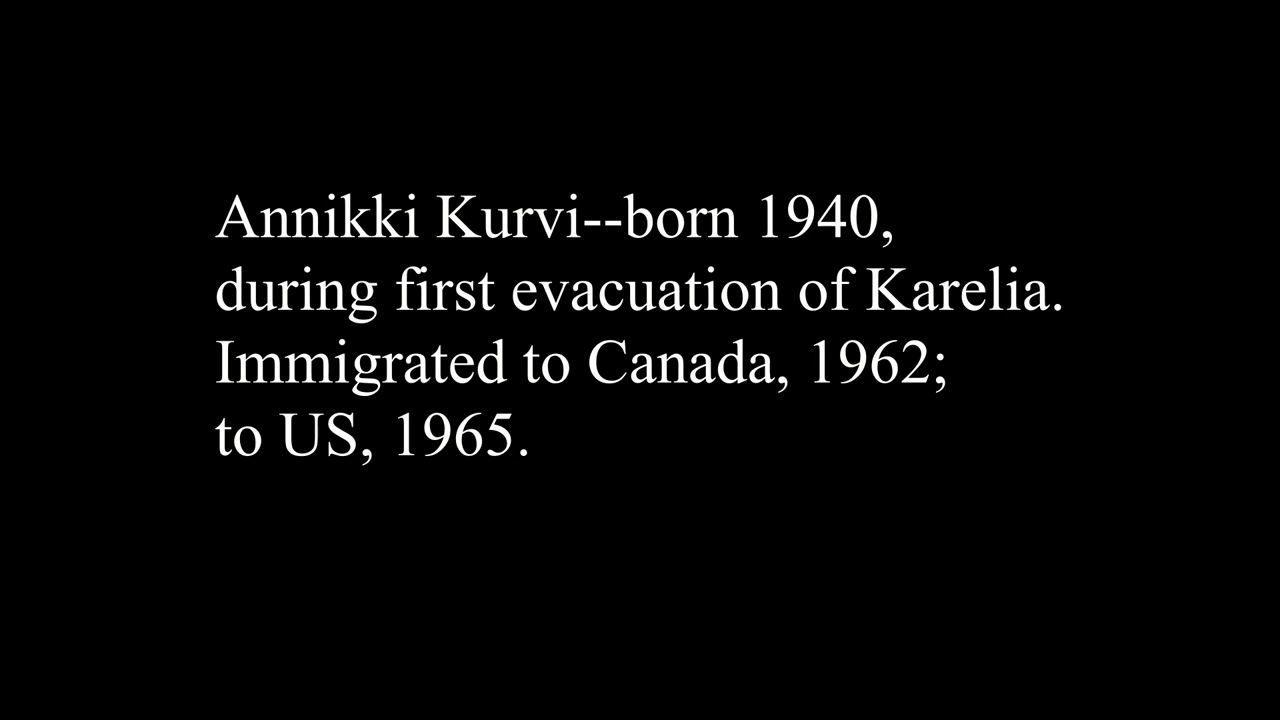 Annikki Kurvi--born 1940,
during first evacuation of Karelia.
Immigrated to Canada, 1962;
to US, 1965.